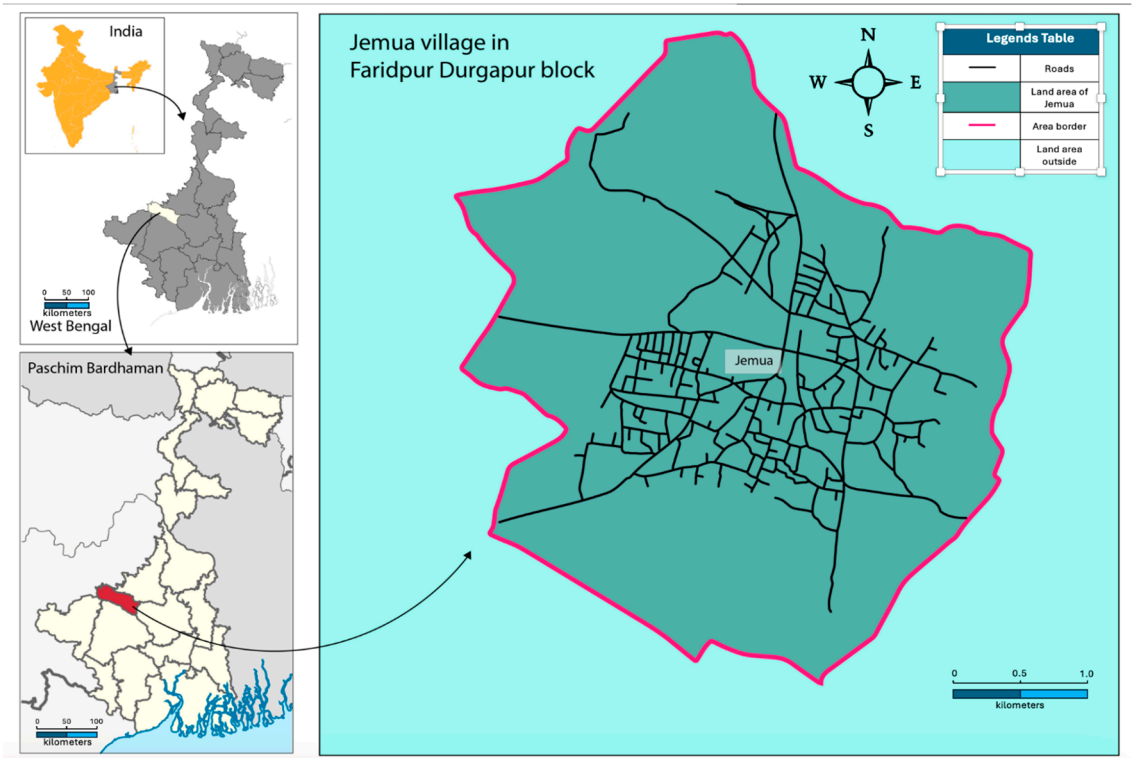 India
0 50 100
kilometers
West Bengal
Paschim Bardhaman
0 50 100
kilometers
Jemua village in
Faridpur Durgapur block
N
W E
S
Legends Table
Roads
Land area of
Jemua
Area border
Land area
outside
Jemua
0 0.5 1.0
kilometers